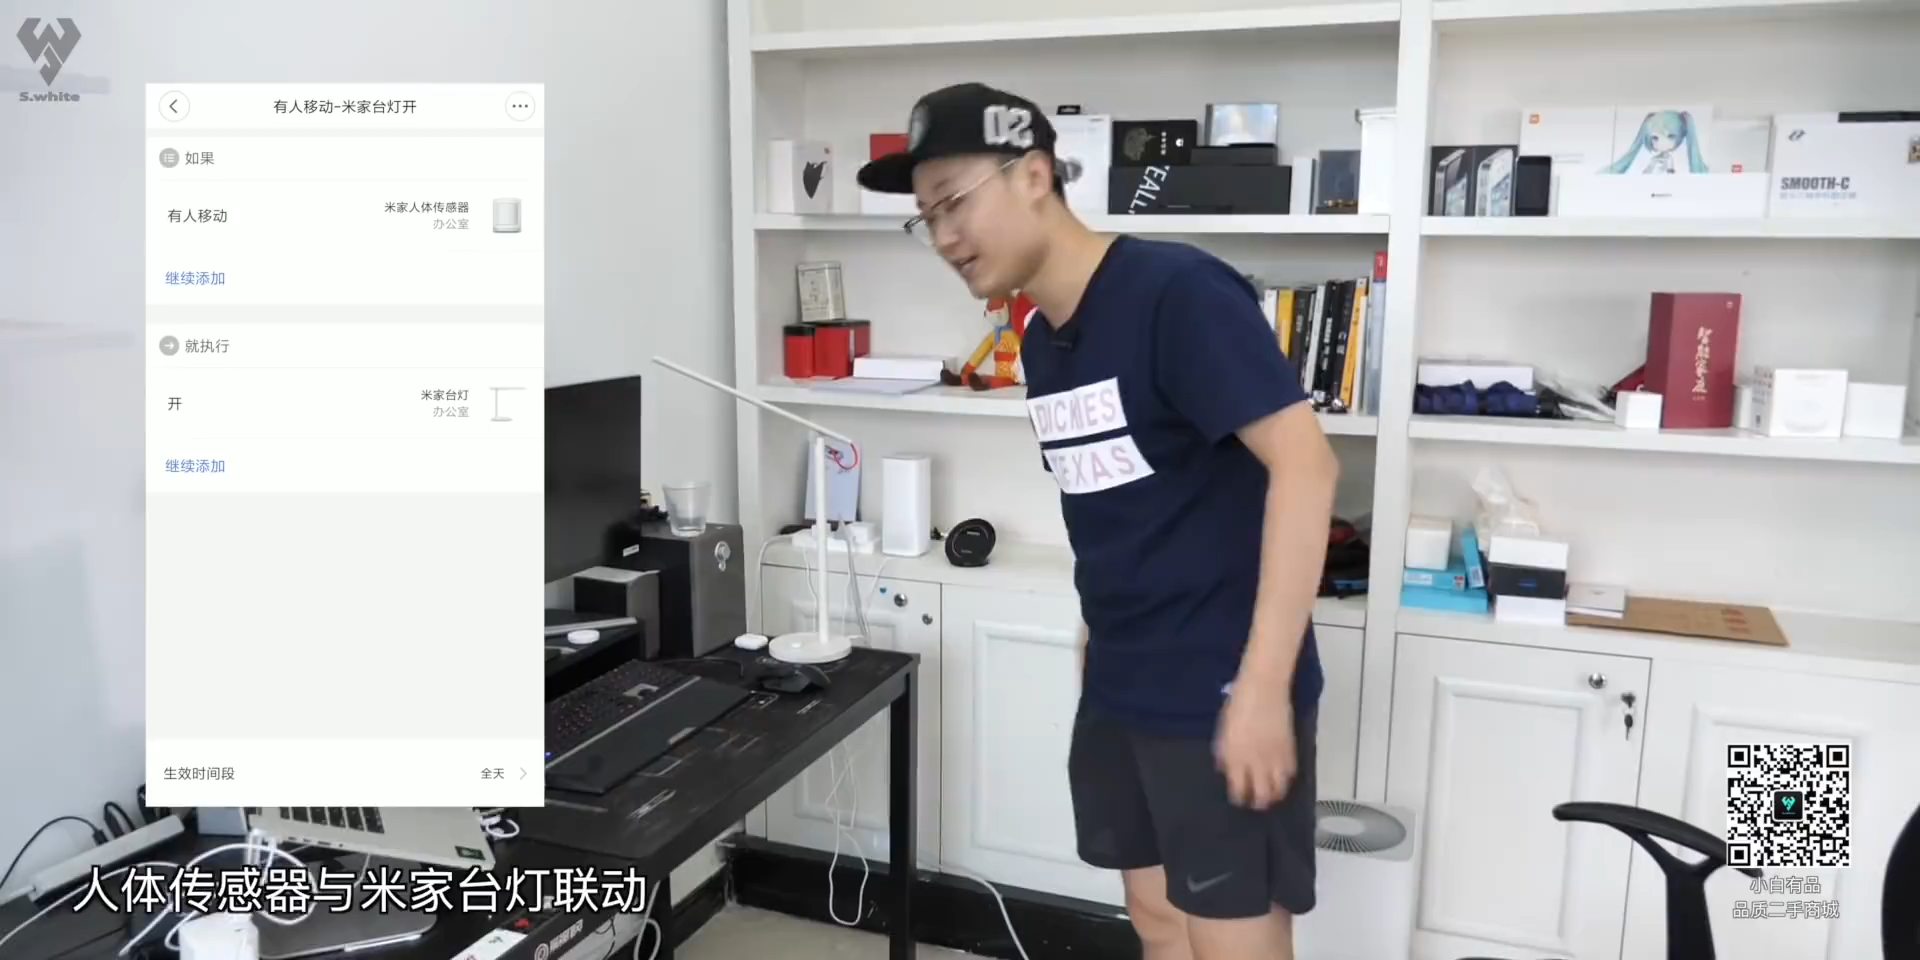 S.white
有人移动-米家台灯开
如果
有人移动
米家人体传感器
办公室
继续添加
就执行
开
米家台灯
办公室
继续添加
生效时间段
全天
人体传感器与米家台灯联动
02
DICKIES
TEXAS
SMOOTH-C
小白有品
品质二手商城